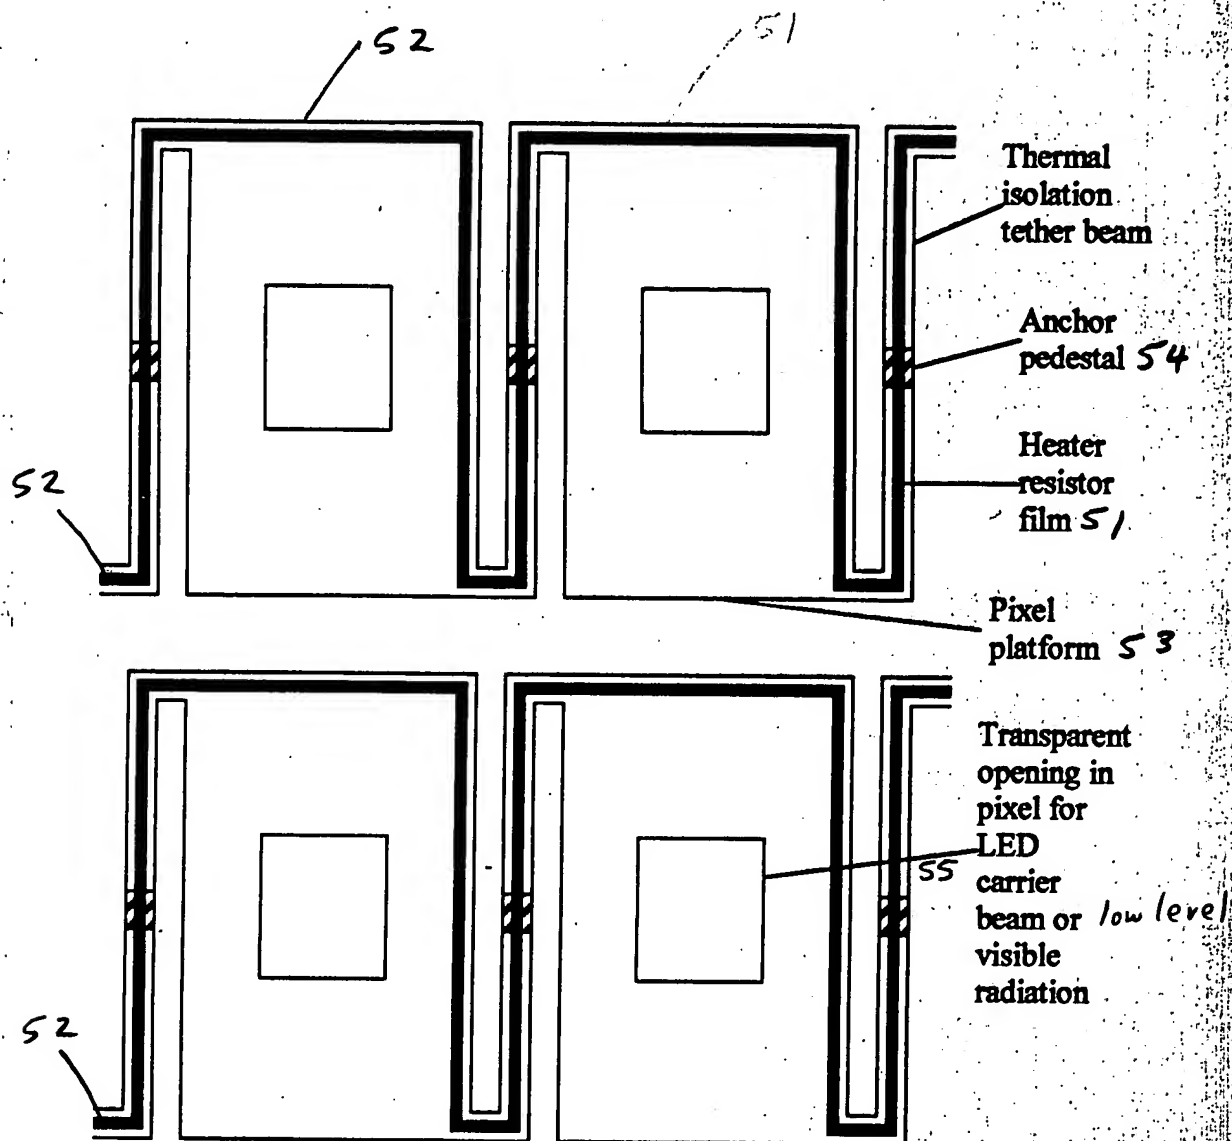 52
51
Thermal
isolation
tether beam
Anchor
pedestal 54
Heater
resistor
film 51
52
Pixel
platform 53
Transparent
opening in
pixel for
LED
55
carrier
beam or low level
visible
radiation
52